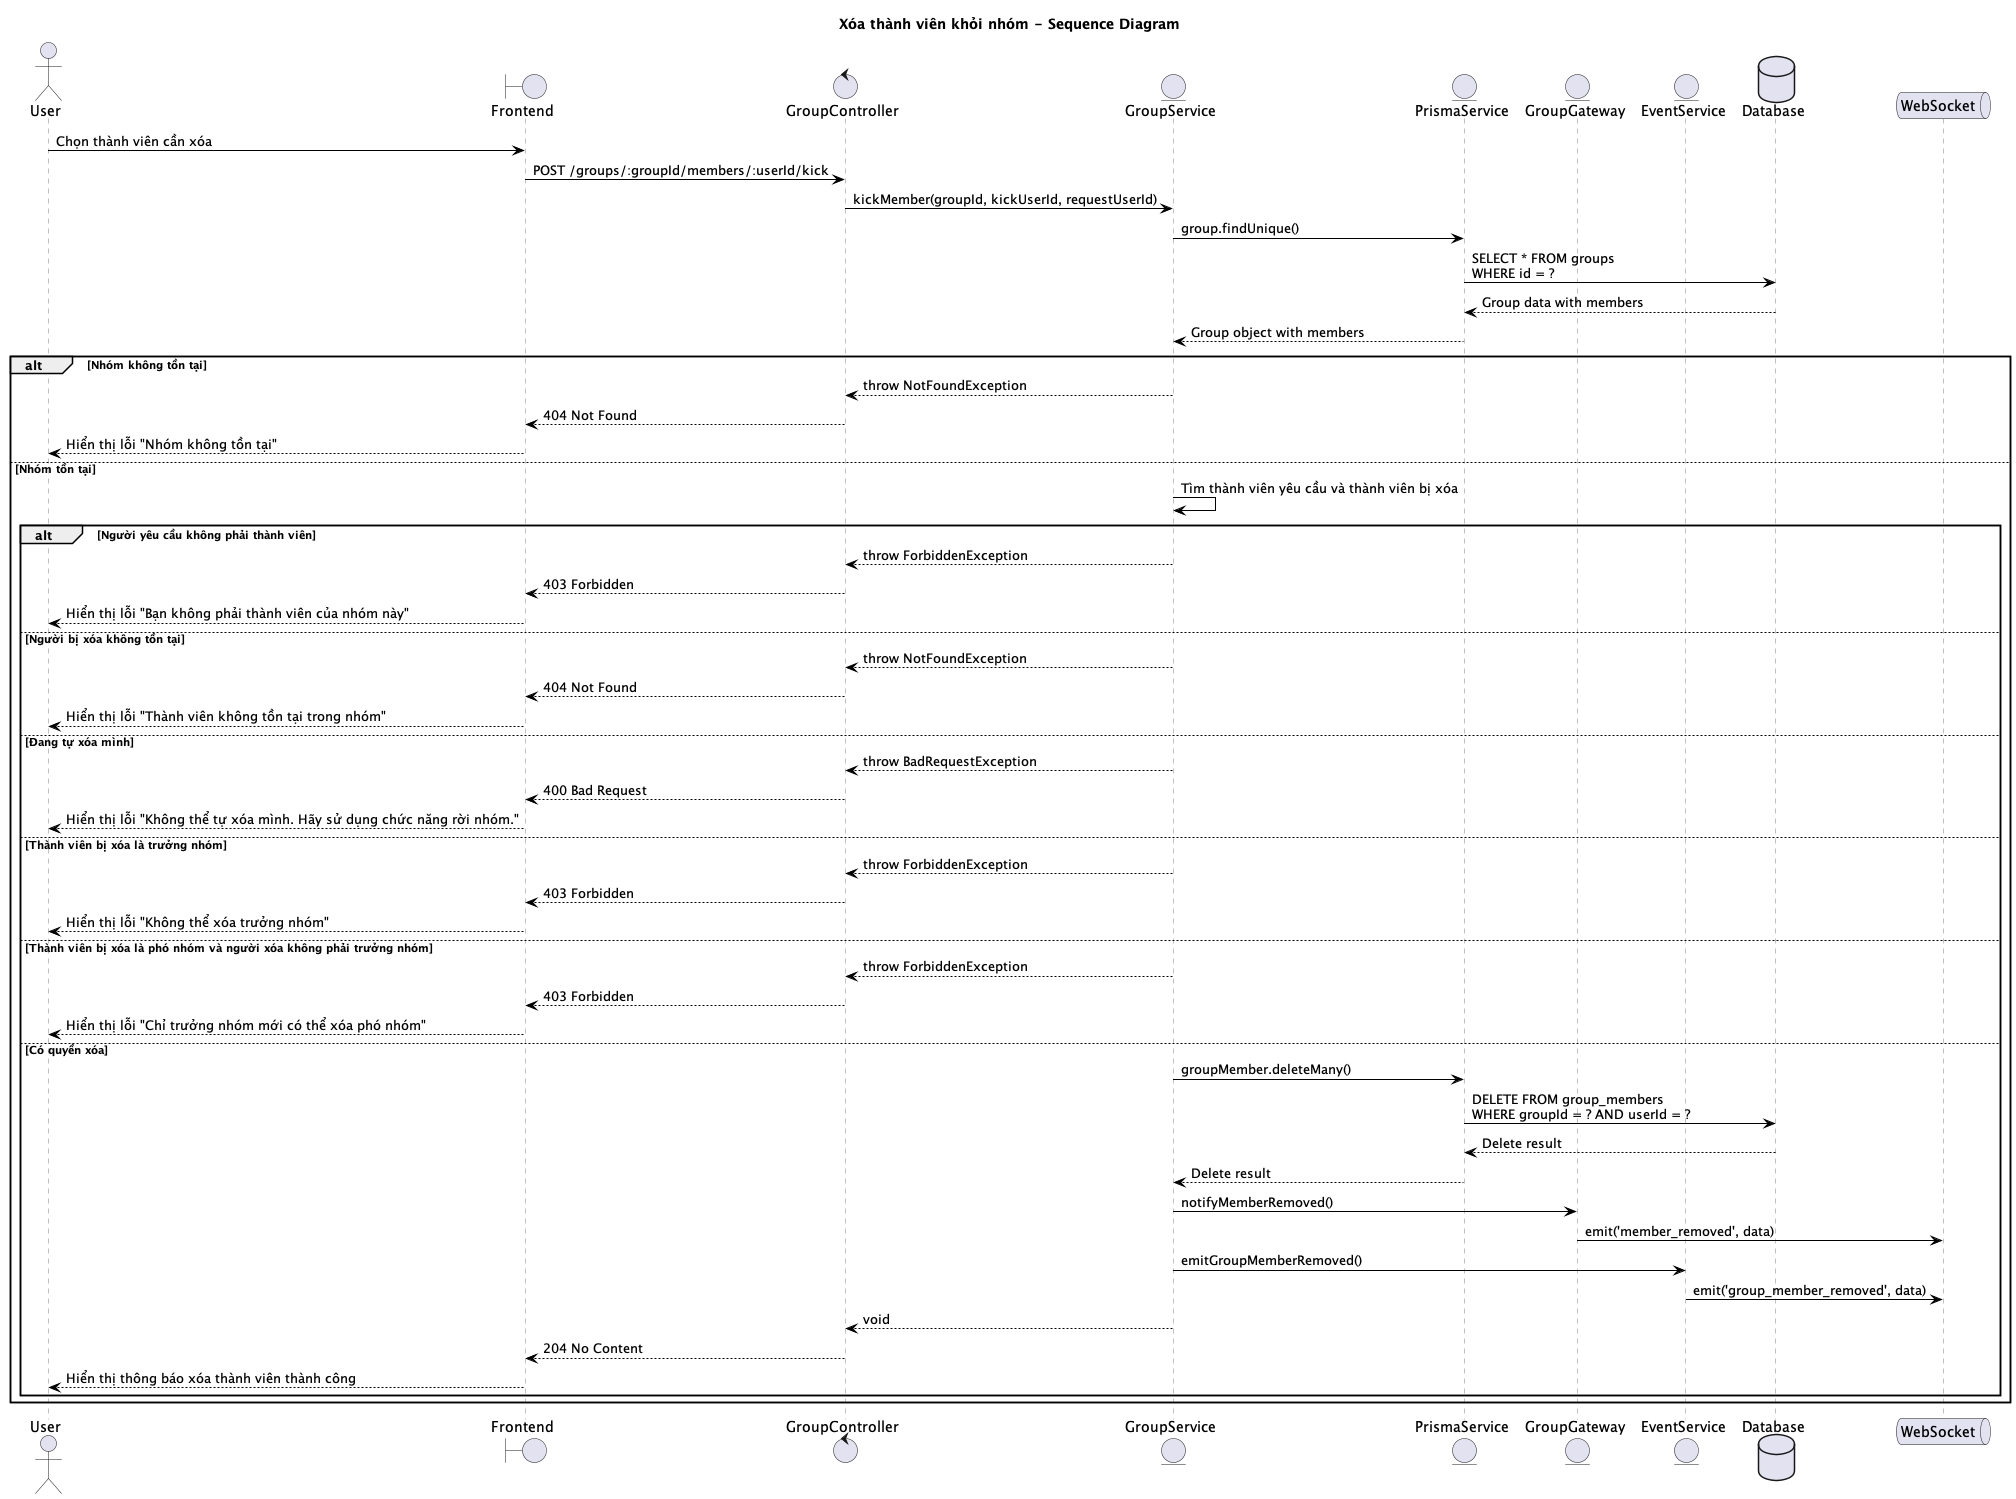 Xóa thành viên khỏi nhóm - Sequence Diagram
User
Frontend
GroupController
GroupService
PrismaService
GroupGateway
EventService
Database
WebSocket
Chọn thành viên cần xóa
POST /groups/:groupId/members/:userId/kick
kickMember(groupId, kickUserId, requestUserId)
group.findUnique()
SELECT * FROM groups
WHERE id = ?
Group data with members
Group object with members
alt
[Nhóm không tồn tại]
throw NotFoundException
404 Not Found
Hiển thị lỗi "Nhóm không tồn tại"
[Nhóm tồn tại]
Tìm thành viên yêu cầu và thành viên bị xóa
alt
[Người yêu cầu không phải thành viên]
throw ForbiddenException
403 Forbidden
Hiển thị lỗi "Bạn không phải thành viên của nhóm này"
[Người bị xóa không tồn tại]
throw NotFoundException
404 Not Found
Hiển thị lỗi "Thành viên không tồn tại trong nhóm"
[Đang tự xóa mình]
throw BadRequestException
400 Bad Request
Hiển thị lỗi "Không thể tự xóa mình. Hãy sử dụng chức năng rời nhóm."
[Thành viên bị xóa là trưởng nhóm]
throw ForbiddenException
403 Forbidden
Hiển thị lỗi "Không thể xóa trưởng nhóm"
[Thành viên bị xóa là phó nhóm và người xóa không phải trưởng nhóm]
throw ForbiddenException
403 Forbidden
Hiển thị lỗi "Chỉ trưởng nhóm mới có thể xóa phó nhóm"
[Có quyền xóa]
groupMember.deleteMany()
DELETE FROM group_members
WHERE groupId = ? AND userId = ?
Delete result
Delete result
notifyMemberRemoved()
emit('member_removed', data)
emitGroupMemberRemoved()
emit('group_member_removed', data)
void
204 No Content
Hiển thị thông báo xóa thành viên thành công
User
Frontend
GroupController
GroupService
PrismaService
GroupGateway
EventService
Database
WebSocket